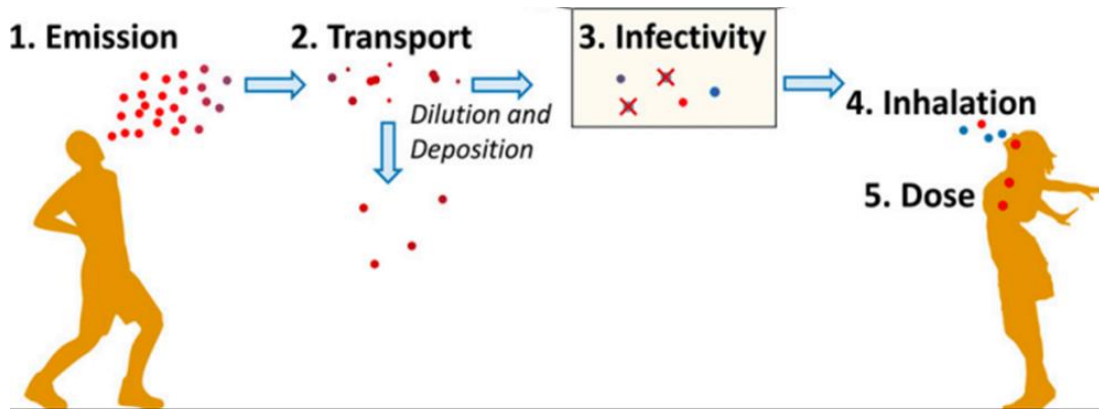 1. Emission
2. Transport
Dilution and
Deposition
3. Infectivity
4. Inhalation
5. Dose